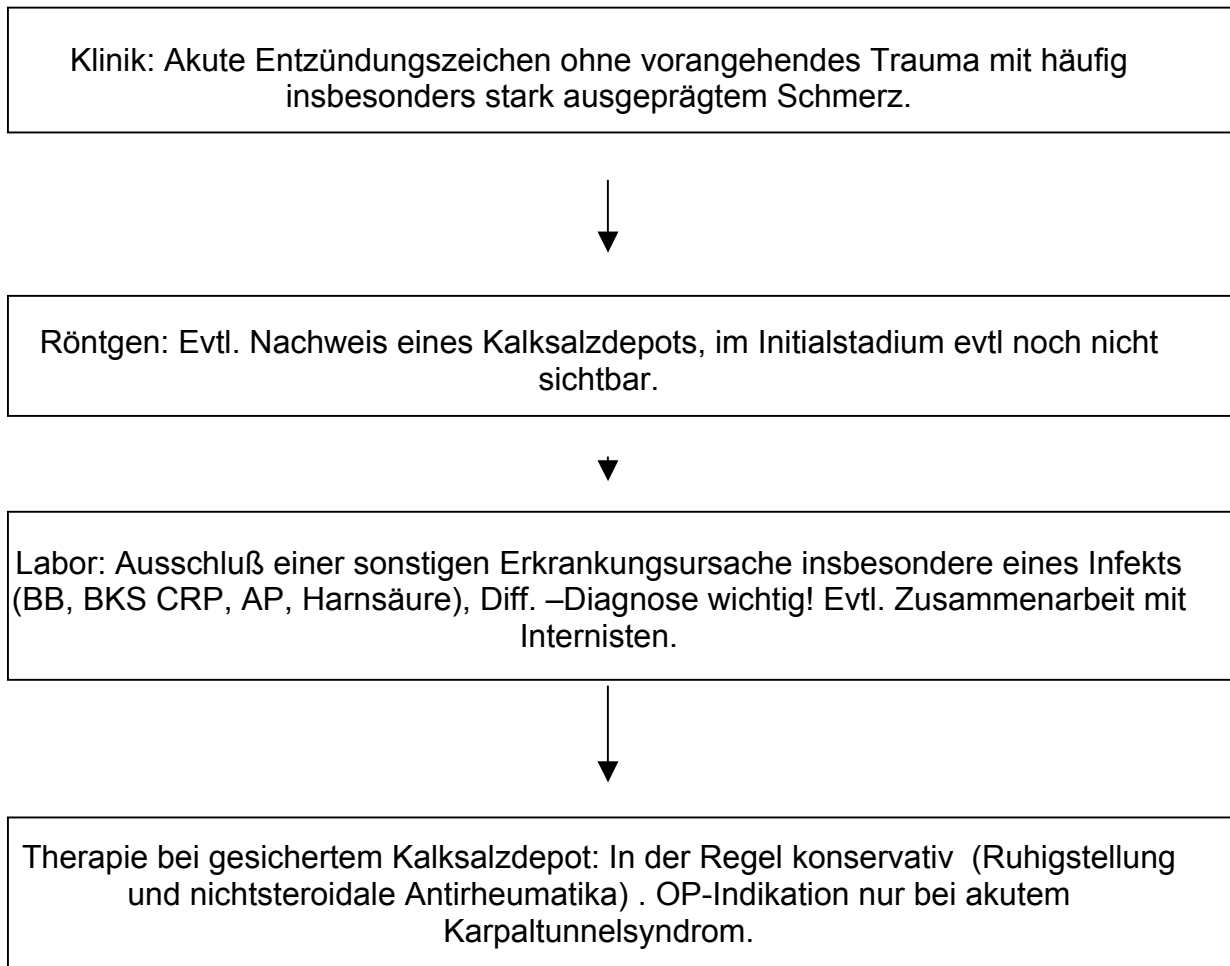 Klinik: Akute Entzündungszeichen ohne vorangehendes Trauma mit häufig
insbesonders stark ausgeprägtem Schmerz.
Röntgen: Evtl. Nachweis eines Kalksalzdepots, im Initialstadium evtl noch nicht
sichtbar.
Labor: Ausschluß einer sonstigen Erkrankungsursache insbesondere eines Infekts
(BB, BKS CRP, AP, Harnsäure), Diff. –Diagnose wichtig! Evtl. Zusammenarbeit mit
Internisten.
Therapie bei gesichertem Kalksalzdepot: In der Regel konservativ  (Ruhigstellung
und nichtsteroidale Antirheumatika) . OP-Indikation nur bei akutem
Karpaltunnelsyndrom.